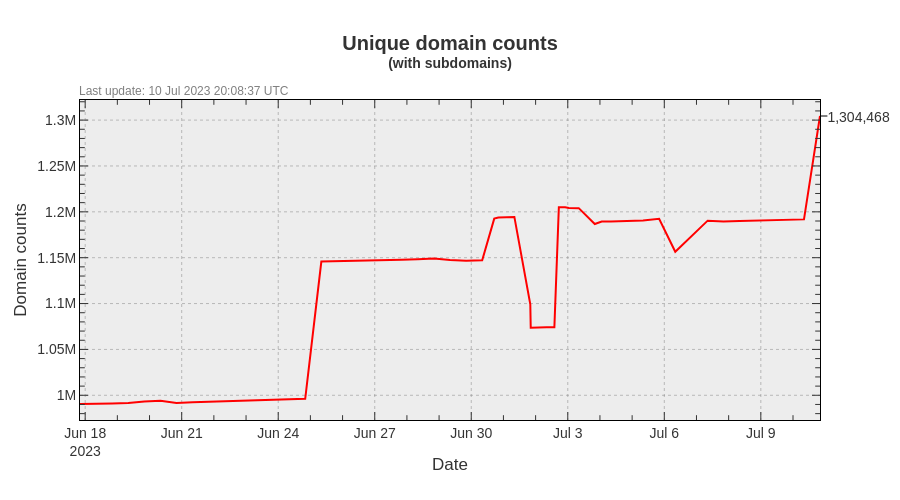 Unique domain counts
(with subdomains)
Last update: 10 Jul 2023 20:08:37 UTC
1.3M
1,304,468
1.25M
1.2M
1.15M
1.1M
1.05M
1M
Domain counts
Jun 18 Jun 21 Jun 24 Jun 27 Jun 30 Jul 3 Jul 6 Jul 9
2023
Date